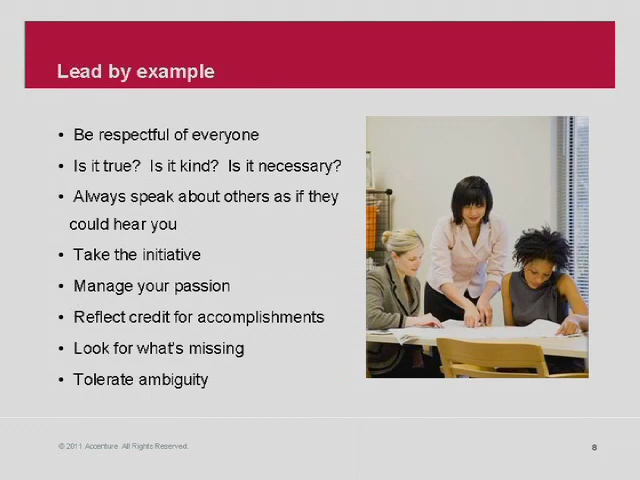 Lead by example
• Be respectful of everyone
• Is it true? Is it kind? Is it necessary?
• Always speak about others as if they
could hear you
• Take the initiative
• Manage your passion
• Reflect credit for accomplishments
• Look for what's missing
• Tolerate ambiguity
© 2011 Accenture All Rights Reserved.
8